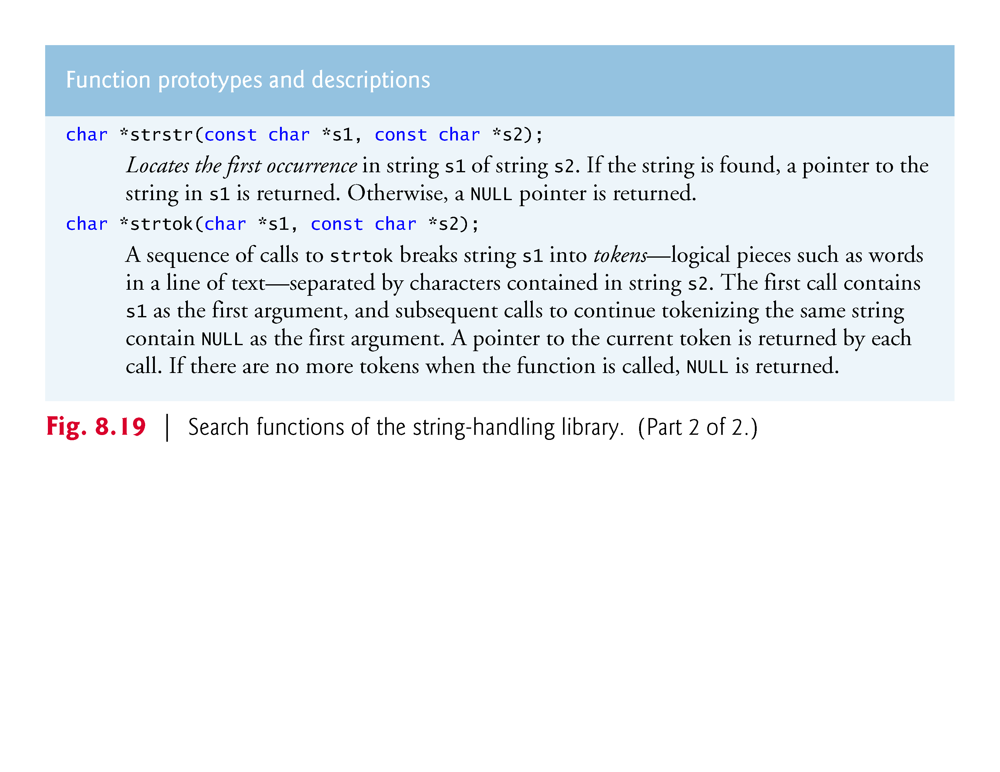 Function prototypes and descriptions
char *strstr(const char *s1, const char *s2);
Locates the first occurrence in string s1 of string s2. If the string is found, a pointer to the
string in s1 is returned. Otherwise, a NULL pointer is returned.
char *strtok(char *s1, const char *s2);
A sequence of calls to strtok breaks string s1 into tokens—logical pieces such as words
in a line of text—separated by characters contained in string s2. The first call contains
s1 as the first argument, and subsequent calls to continue tokenizing the same string
contain NULL as the first argument. A pointer to the current token is returned by each
call. If there are no more tokens when the function is called, NULL is returned.
Fig. 8.19 | Search functions of the string-handling library. (Part 2 of 2.)